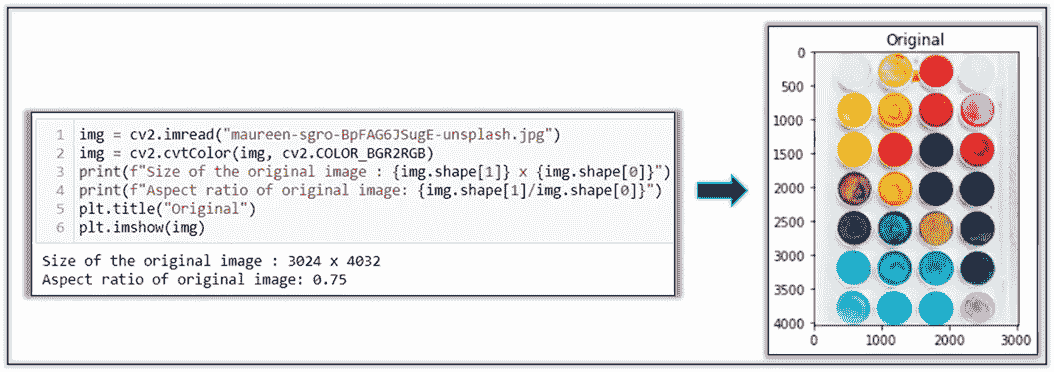 1 img = cv2.imread("maureen-sgro-BpFAG6JSugE-unsplash.jpg")
2 img = cv2.cvtColor(img, cv2.COLOR_BGR2RGB)
3 print(f"Size of the original image : {img.shape[1]} x {img.shape[0]}")
4 print(f"Aspect ratio of original image: {img.shape[1]/img.shape[0]}")
5 plt.title("Original")
6 plt.imshow(img)
Size of the original image : 3024 x 4032
Aspect ratio of original image: 0.75
Original
0
500
1000
1500
2000
2500
3000
3500
4000
0 1000 2000 3000